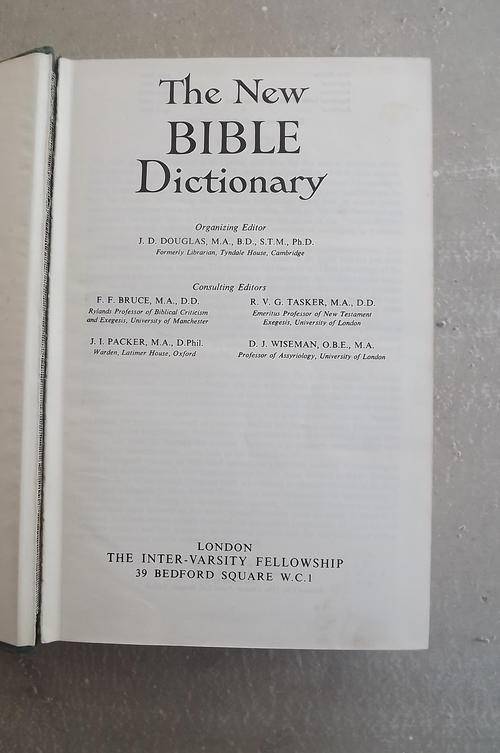 The New
BIBLE
Dictionary
Organizing Editor
J. D. DOUGLAS, M.A., B.D., S.T.M., Ph.D.
Formerly Librarian, Tyndale House, Cambridge
Consulting Editors
F. F. BRUCE, M.A., D.D.
Rylands Professor of Biblical Criticism
and Exegesis, University of Manchester
R. V. G. TASKER, M.A., D.D.
Emeritus Professor of New Testament
Exegesis, University of London
J. I. PACKER, M.A., D.Phil.
Warden, Latimer House, Oxford
D. J. WISEMAN, O.B.E., M.A.
Professor of Assyriology, University of London
LONDON
THE INTER-VARSITY FELLOWSHIP
39 BEDFORD SQUARE W.C.1